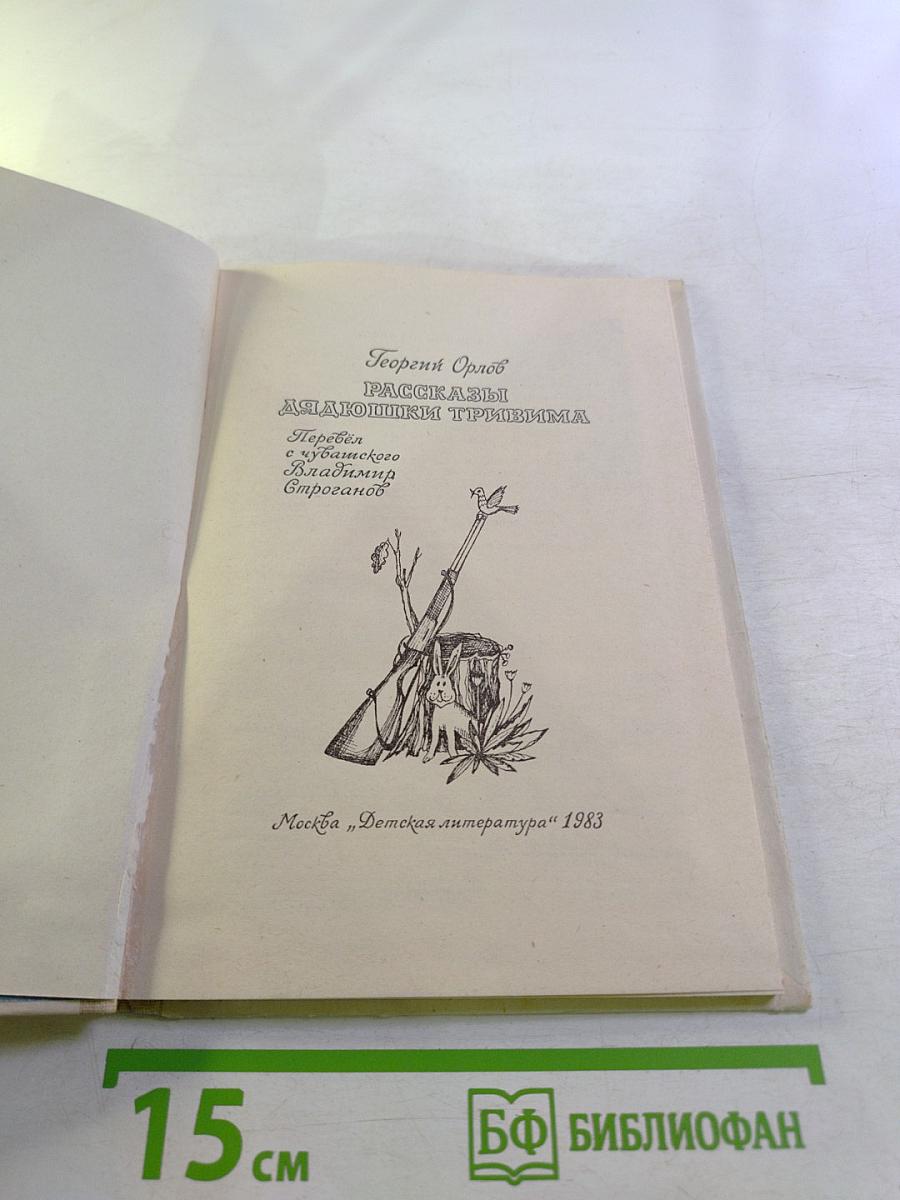 Георгий Орлов
РАССКАЗЫ
ДЯДЮШКИ ТРИВИМА
Перевёл
с чувашского
Владимир
Строганов
Москва „Детская литература“ 1983
15 см
БФ БИБЛИОФАН